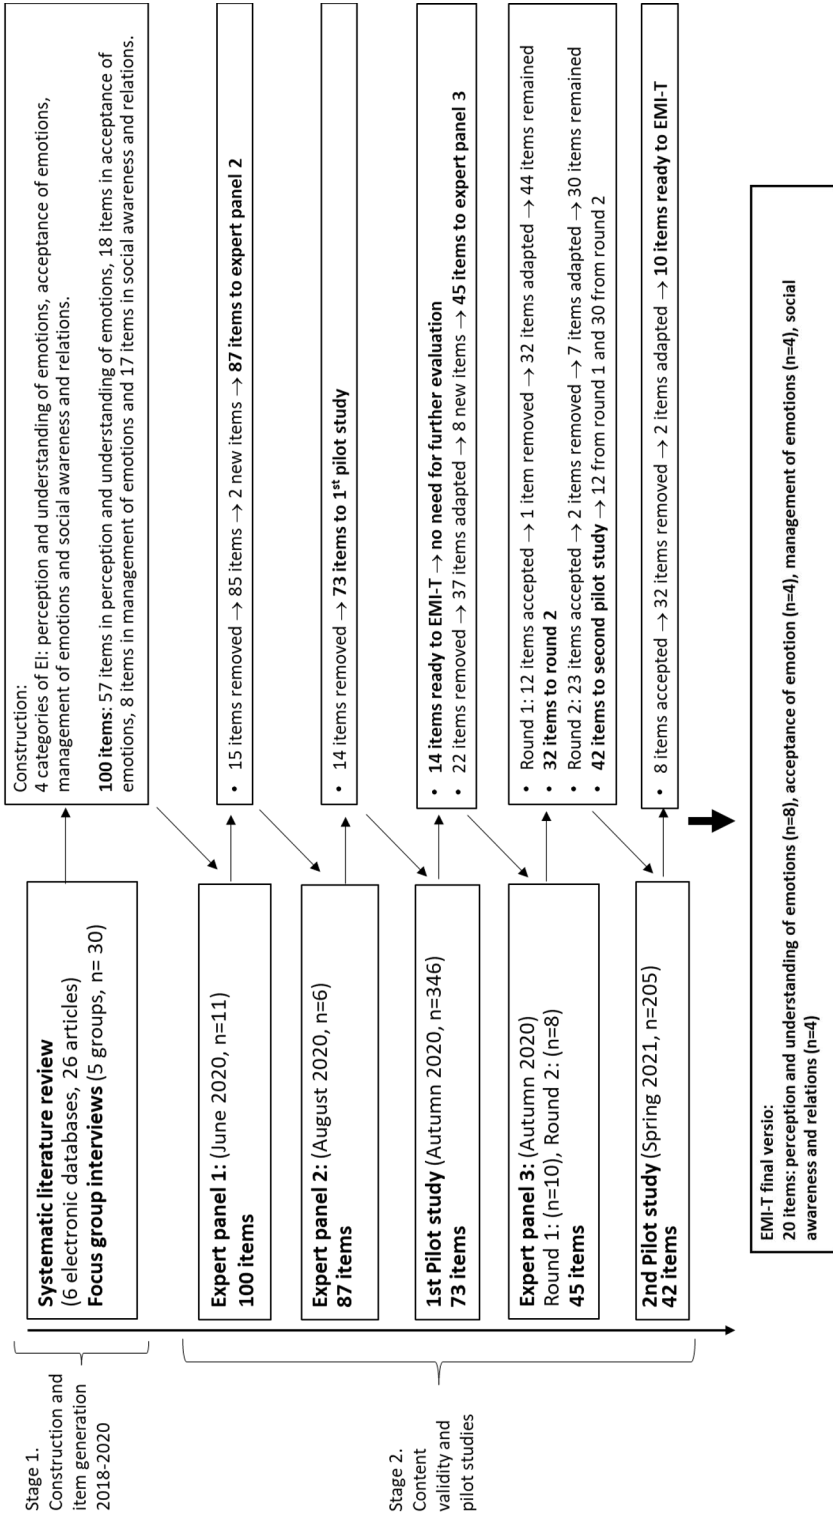 Stage 1.
Construction and
item generation
2018-2020
Systematic literature review
(6 electronic databases, 26 articles)
Focus group interviews (5 groups, n= 30)
Construction:
4 categories of EI: perception and understanding of emotions, acceptance of emotions,
management of emotions and social awareness and relations.
100 items: 57 items in perception and understanding of emotions, 18 items in acceptance of
emotions, 8 items in management of emotions and 17 items in social awareness and relations.
Stage 2.
Content
validity and
pilot studies
Expert panel 1: (June 2020, n=11)
100 items
• 15 items removed → 85 items → 2 new items → 87 items to expert panel 2
Expert panel 2: (August 2020, n=6)
87 items
• 14 items removed → 73 items to 1st pilot study
1st Pilot study (Autumn 2020, n=346)
73 items
• 14 items ready to EMI-T → no need for further evaluation
• 22 items removed → 37 items adapted → 8 new items → 45 items to expert panel 3
Expert panel 3: (Autumn 2020)
Round 1: (n=10), Round 2: (n=8)
45 items
• Round 1: 12 items accepted → 1 item removed → 32 items adapted → 44 items remained
• 32 items to round 2
• Round 2: 23 items accepted → 2 items removed → 7 items adapted → 30 items remained
• 42 items to second pilot study → 12 from round 1 and 30 from round 2
2nd Pilot study (Spring 2021, n=205)
42 items
• 8 items accepted → 32 items removed → 2 items adapted → 10 items ready to EMI-T
EMI-T final versio:
20 items: perception and understanding of emotions (n=8), acceptance of emotion (n=4), management of emotions (n=4), social
awareness and relations (n=4)